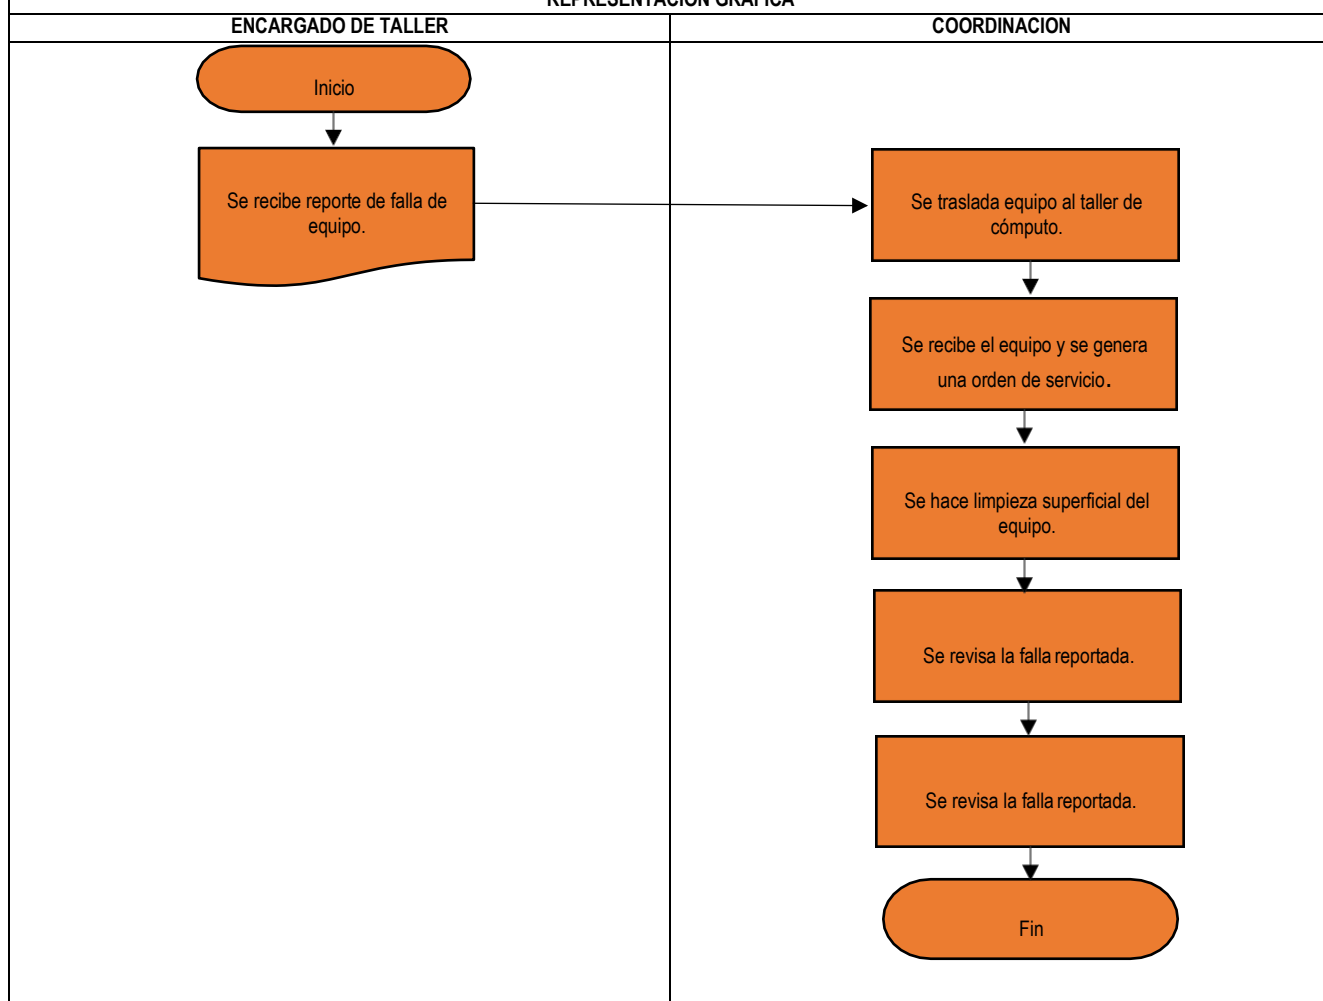 REPRESENTACION GRAFICA
ENCARGADO DE TALLER
COORDINACION
Inicio
Se recibe reporte de falla de
equipo.
Se traslada equipo al taller de
cómputo.
Se recibe el equipo y se genera
una orden de servicio.
Se hace limpieza superficial del
equipo.
Se revisa la falla reportada.
Se revisa la falla reportada.
Fin